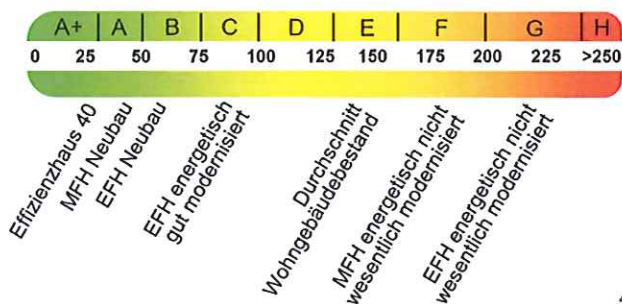 A+ A B C D E F G H
0 25 50 75 100 125 150 175 200 225 >250
Effizienzhaus 40
MFH Neubau
EFH Neubau
EFH energetisch
gut modernisiert
Durchschnitt
Wohngebäudebestand
MFH energetisch nicht
wesentlich modernisiert
EFH energetisch nicht
wesentlich modernisiert